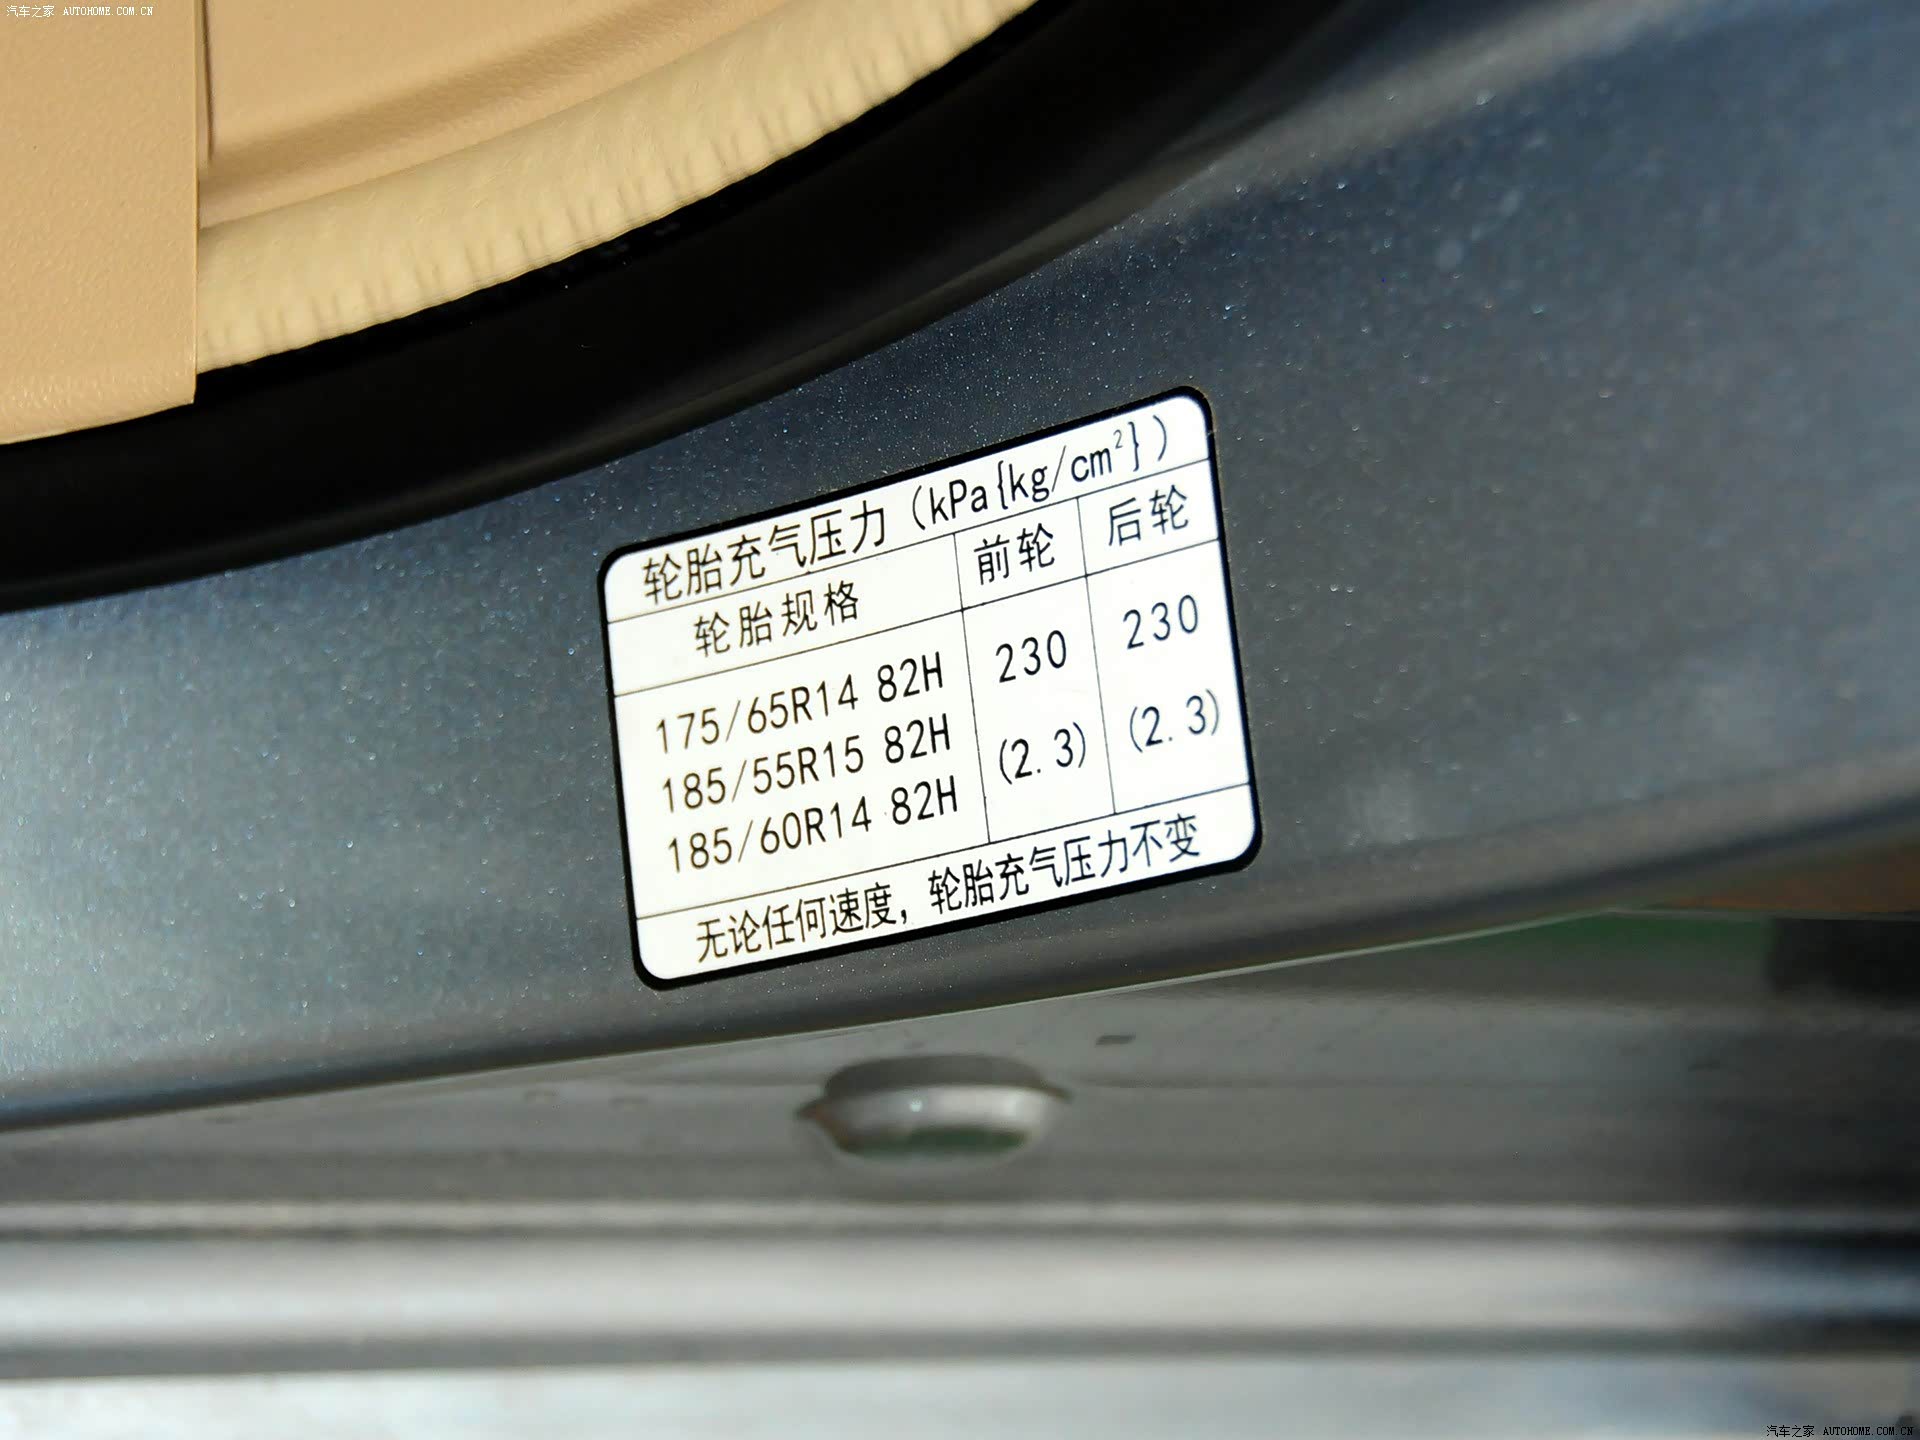 汽车之家 AUTOHOME.COM.CN
轮胎充气压力（kPa{kg/cm²}）
轮胎规格 前轮 后轮
175/65R14 82H 230 230
185/55R15 82H (2.3) (2.3)
185/60R14 82H
无论任何速度，轮胎充气压力不变
汽车之家 AUTOHOME.COM.CN